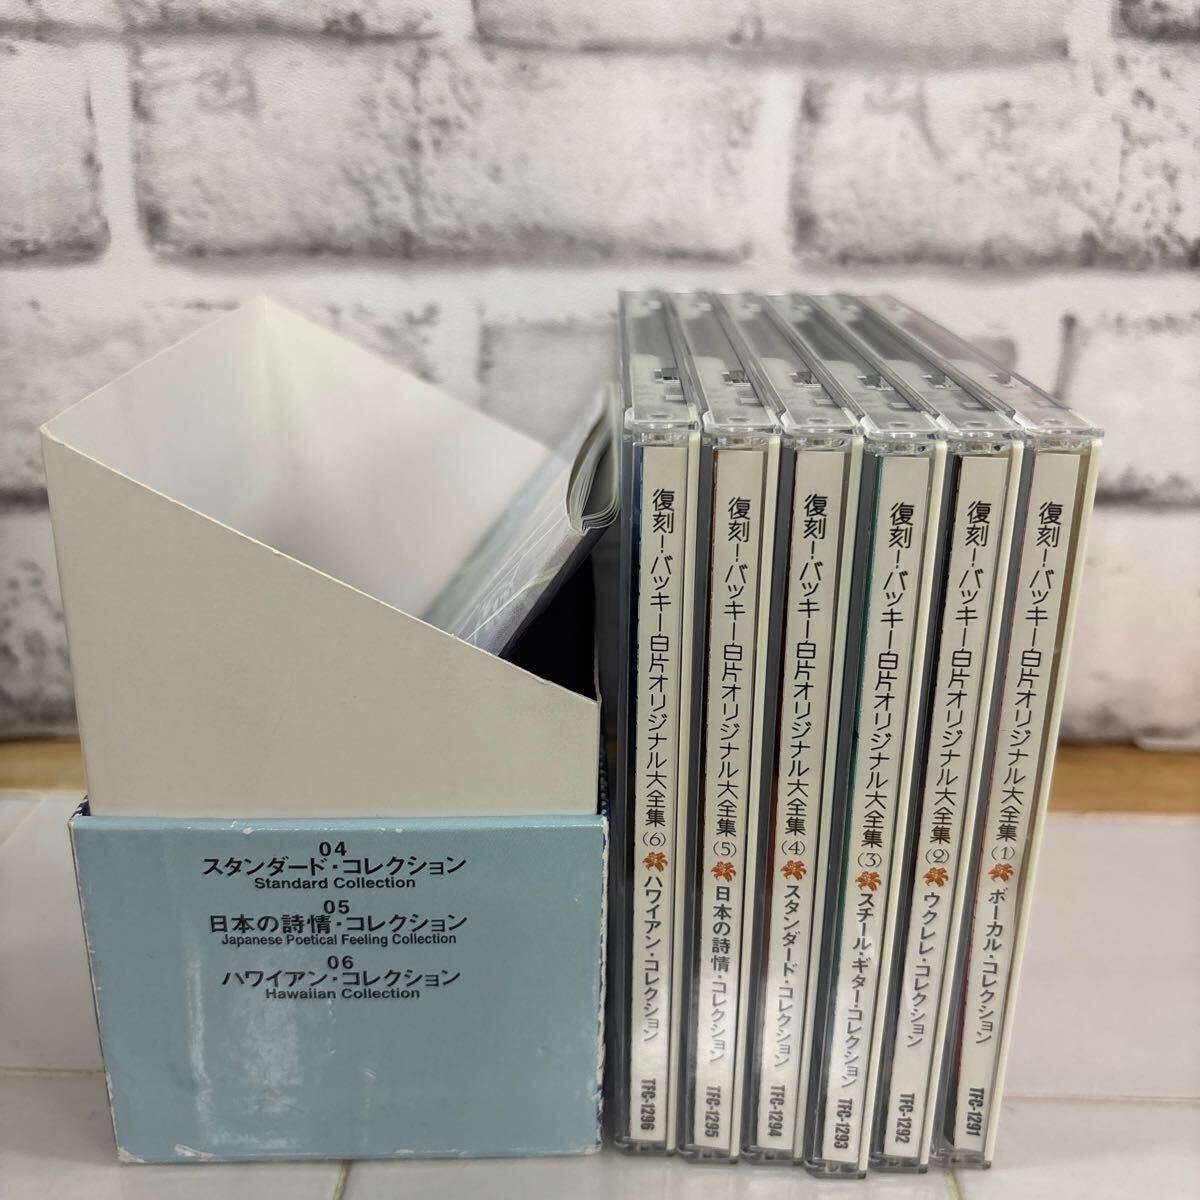 04
スタンダード・コレクション
Standard Collection
05
日本の詩情・コレクション
Japanese Poetical Feeling Collection
06
ハワイアン・コレクション
Hawaiian Collection
復刻!バッキー白片オリジナル大全集(6) ハワイアン・コレクション TFC-1296
復刻!バッキー白片オリジナル大全集(5) 日本の詩情・コレクション TFC-1295
復刻!バッキー白片オリジナル大全集(4) スタンダード・コレクション TFC-1294
復刻!バッキー白片オリジナル大全集(3) スチール・ギター・コレクション TFC-1293
復刻!バッキー白片オリジナル大全集(2) ウクレレ・コレクション TFC-1292
復刻!バッキー白片オリジナル大全集(1) ボーカル・コレクション TFC-1291